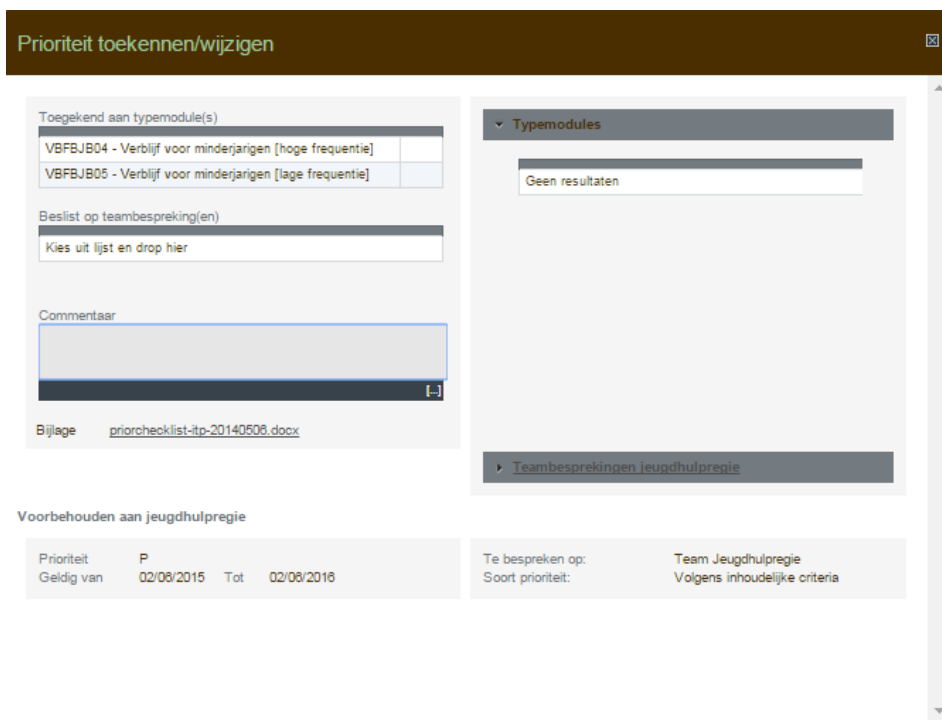 Prioriteit toekennen/wijzigen
Toegekend aan typemodule(s)
VBFBJB04 - Verblijf voor minderjarigen [hoge frequentie]
VBFBJB05 - Verblijf voor minderjarigen [lage frequentie]
Beslist op teambespreking(en)
Kies uit lijst en drop hier
Commentaar
[...]
Bijlage priorchecklist-itp-20140506.docx
Typemodules
Geen resultaten
Teambesprekingen jeugdhulpregie
Voorbehouden aan jeugdhulpregie
Prioriteit P
Geldig van 02/06/2015 Tot 02/06/2016
Te bespreken op: Team Jeugdhulpregie
Soort prioriteit: Volgens inhoudelijke criteria